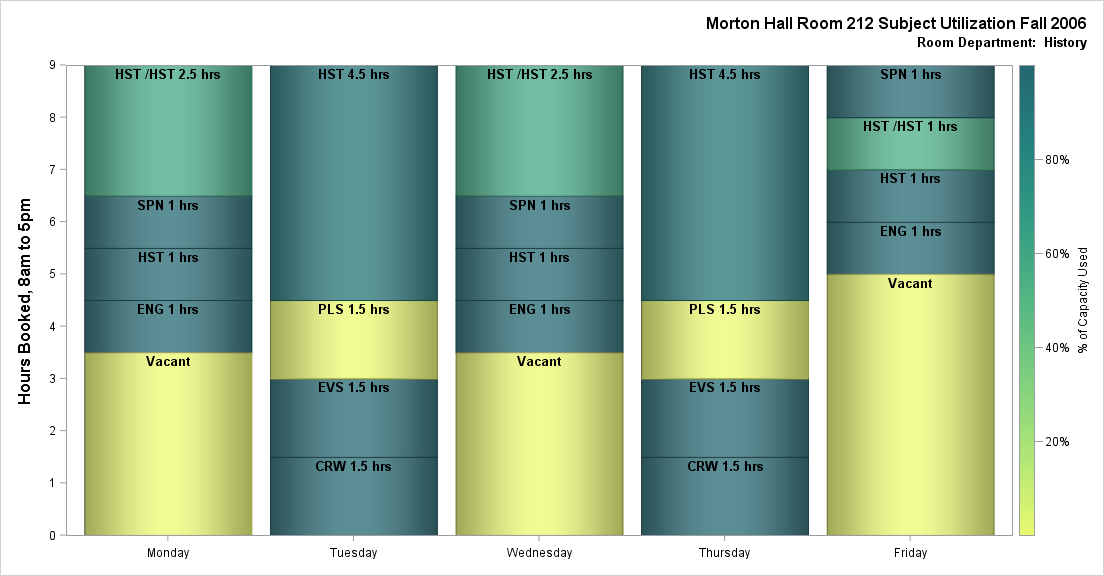 Morton Hall Room 212 Subject Utilization Fall 2006
Room Department:  History
Hours Booked, 8am to 5pm
9
8
7
6
5
4
3
2
1
0
HST /HST 2.5 hrs
SPN 1 hrs
HST 1 hrs
ENG 1 hrs
Vacant
HST 4.5 hrs
PLS 1.5 hrs
EVS 1.5 hrs
CRW 1.5 hrs
HST /HST 2.5 hrs
SPN 1 hrs
HST 1 hrs
ENG 1 hrs
Vacant
HST 4.5 hrs
PLS 1.5 hrs
EVS 1.5 hrs
CRW 1.5 hrs
SPN 1 hrs
HST /HST 1 hrs
HST 1 hrs
ENG 1 hrs
Vacant
Monday
Tuesday
Wednesday
Thursday
Friday
80%
60%
40%
20%
% of Capacity Used